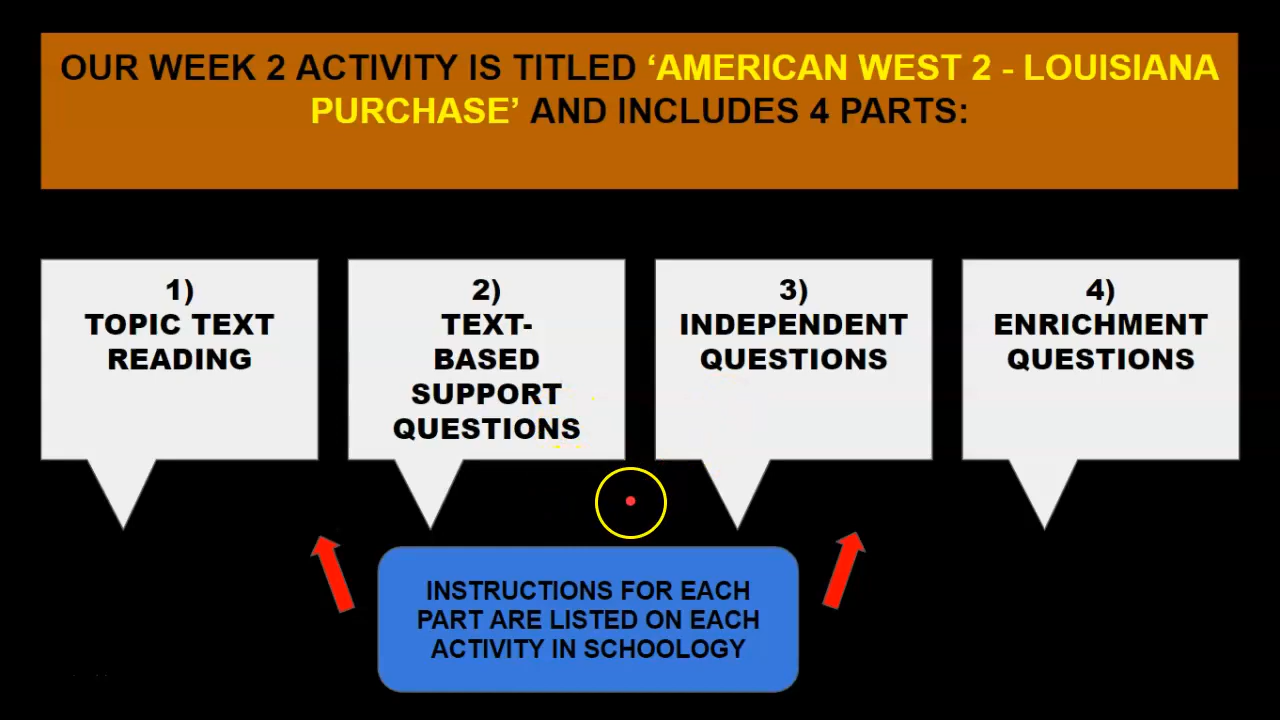 OUR WEEK 2 ACTIVITY IS TITLED ‘AMERICAN WEST 2 - LOUISIANA
PURCHASE’ AND INCLUDES 4 PARTS:
1)
TOPIC TEXT
READING
2)
TEXT-
BASED
SUPPORT
QUESTIONS
3)
INDEPENDENT
QUESTIONS
4)
ENRICHMENT
QUESTIONS
INSTRUCTIONS FOR EACH
PART ARE LISTED ON EACH
ACTIVITY IN SCHOOLOGY